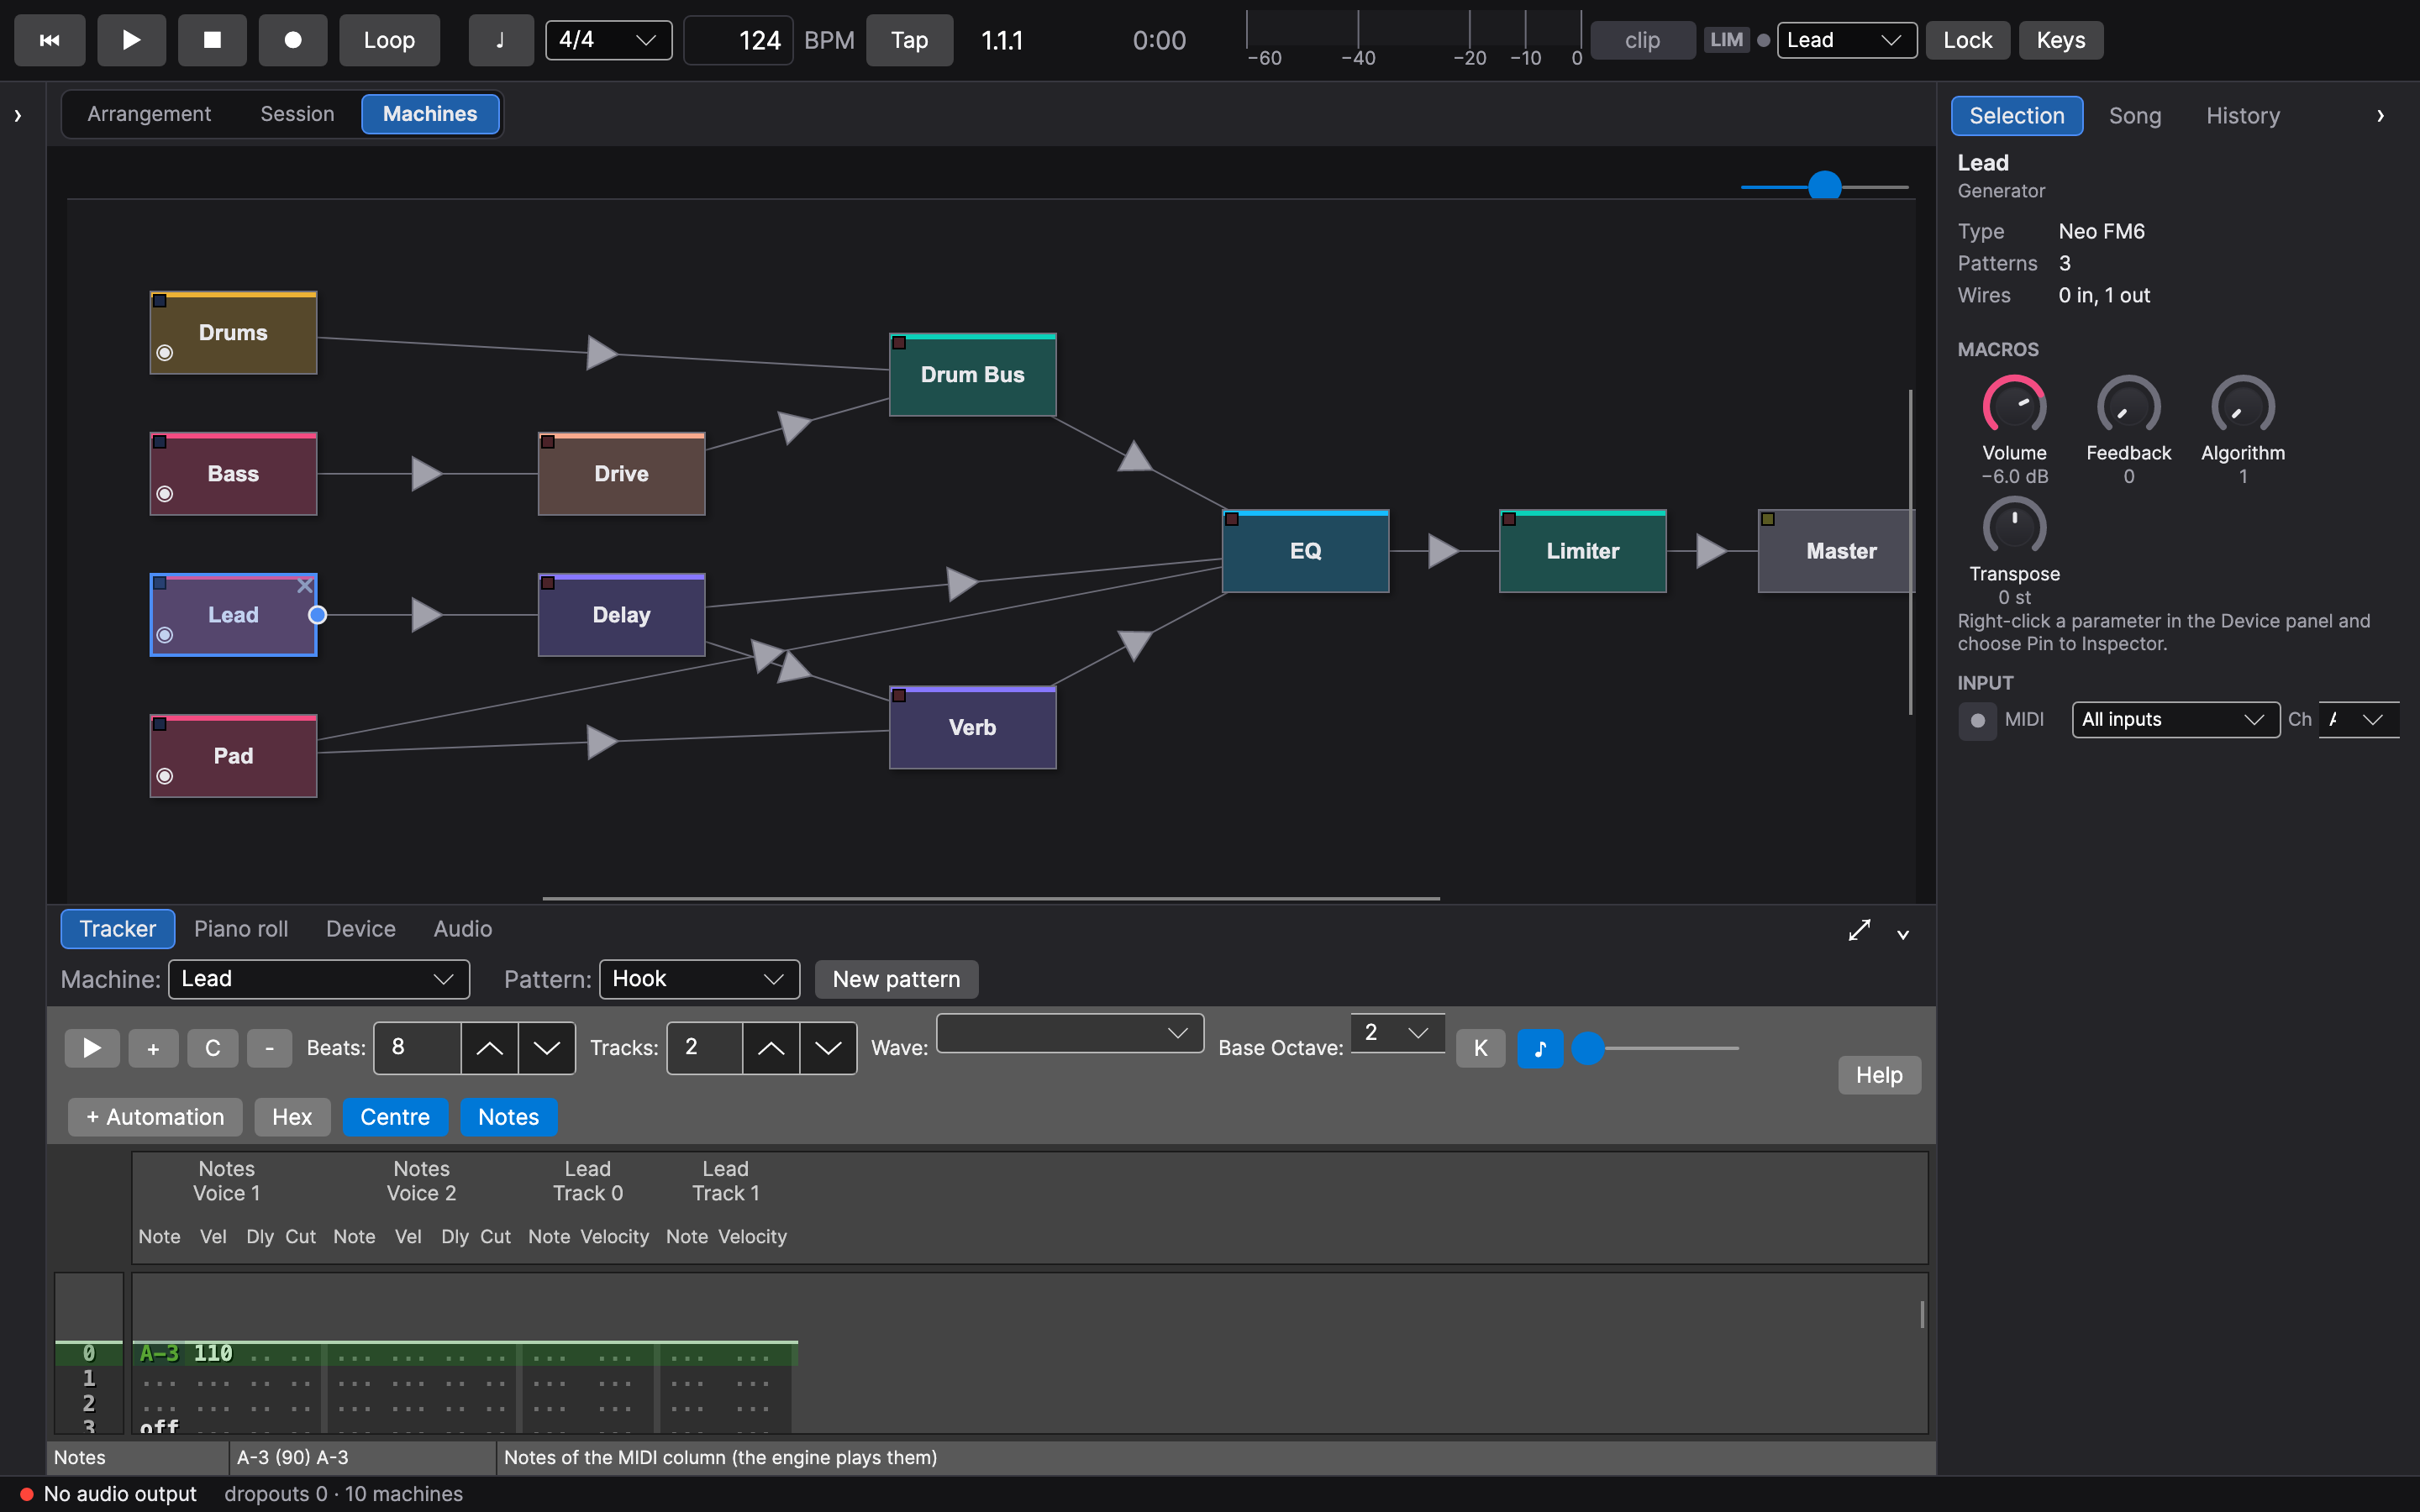 Loop
4/4
124 BPM
Tap
1.1.1
0:00
−60 −40 −20 −10 0
clip
LIM
Lead
Lock
Keys
Arrangement Session Machines
Selection Song History
Lead
Generator
Type Neo FM6
Patterns 3
Wires 0 in, 1 out
MACROS
Volume Feedback Algorithm
−6.0 dB 0 1
Transpose
0 st
Right-click a parameter in the Device panel and
choose Pin to Inspector.
INPUT
MIDI All inputs Ch
Drums
Drum Bus
Bass
Drive
EQ
Limiter
Master
Lead
Delay
Verb
Pad
Tracker Piano roll Device Audio
Machine: Lead Pattern: Hook New pattern
+ C - Beats: 8 Tracks: 2 Wave: Base Octave: 2 K
Help
+ Automation Hex Centre Notes
Notes Notes Lead Lead
Voice 1 Voice 2 Track 0 Track 1
Note Vel Dly Cut Note Vel Dly Cut Note Velocity Note Velocity
0 A-3 110 .. .. ... ... .. .. ... ... ... ...
1 ... ... .. .. ... ... .. .. ... ... ... ...
2 ... ... .. .. ... ... .. .. ... ... ... ...
3 off
Notes A-3 (90) A-3 Notes of the MIDI column (the engine plays them)
No audio output dropouts 0 · 10 machines